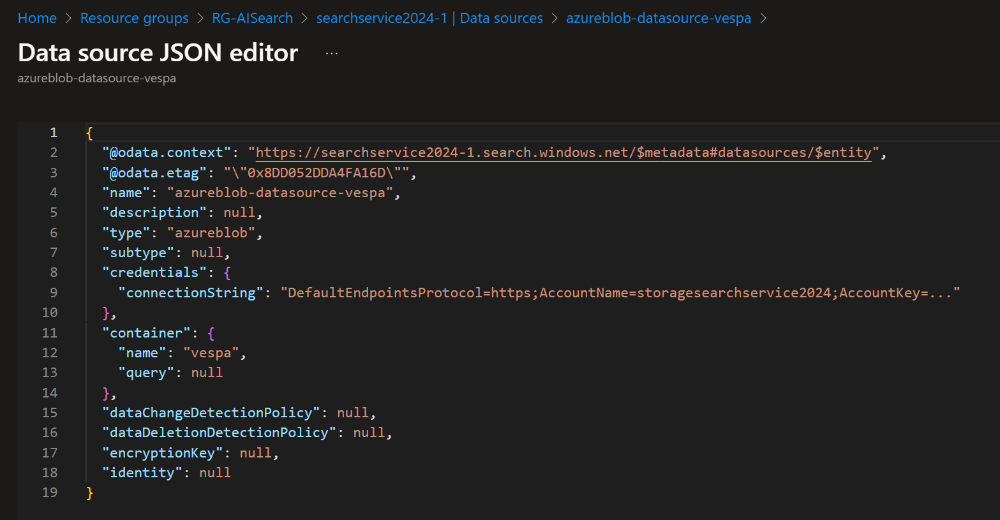 Home > Resource groups > RG-AISearch > searchservice2024-1 | Data sources > azureblob-datasource-vespa >
Data source JSON editor ...
azureblob-datasource-vespa
1 {
2 "@odata.context": "https://searchservice2024-1.search.windows.net/$metadata#datasources/$entity",
3 "@odata.etag": "\"0x8DD052DDA4FA16D\"",
4 "name": "azureblob-datasource-vespa",
5 "description": null,
6 "type": "azureblob",
7 "subtype": null,
8 "credentials": {
9 "connectionString": "DefaultEndpointsProtocol=https;AccountName=storagesearchservice2024;AccountKey=..."
10 },
11 "container": {
12 "name": "vespa",
13 "query": null
14 },
15 "dataChangeDetectionPolicy": null,
16 "dataDeletionDetectionPolicy": null,
17 "encryptionKey": null,
18 "identity": null
19 }